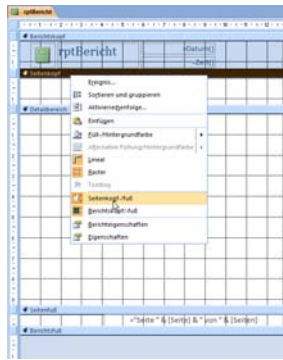 rptBericht
Berichtskopf
rptBericht
=Datum()
=Zeit()
Seitenkopf
Ereignis...
Sortieren und gruppieren
Aktivierreihenfolge...
Detailbereich
Einfügen
Füll-/Hintergrundfarbe
Alternative Füllung/Hintergrundfarbe
Lineal
Raster
Toolbox
Seitenkopf/-fuß
Berichtskopf/-fuß
Berichtseigenschaften
Eigenschaften
Seitenfuß
="Seite " & [Seite] & " von " & [Seiten]
Berichtsfuß